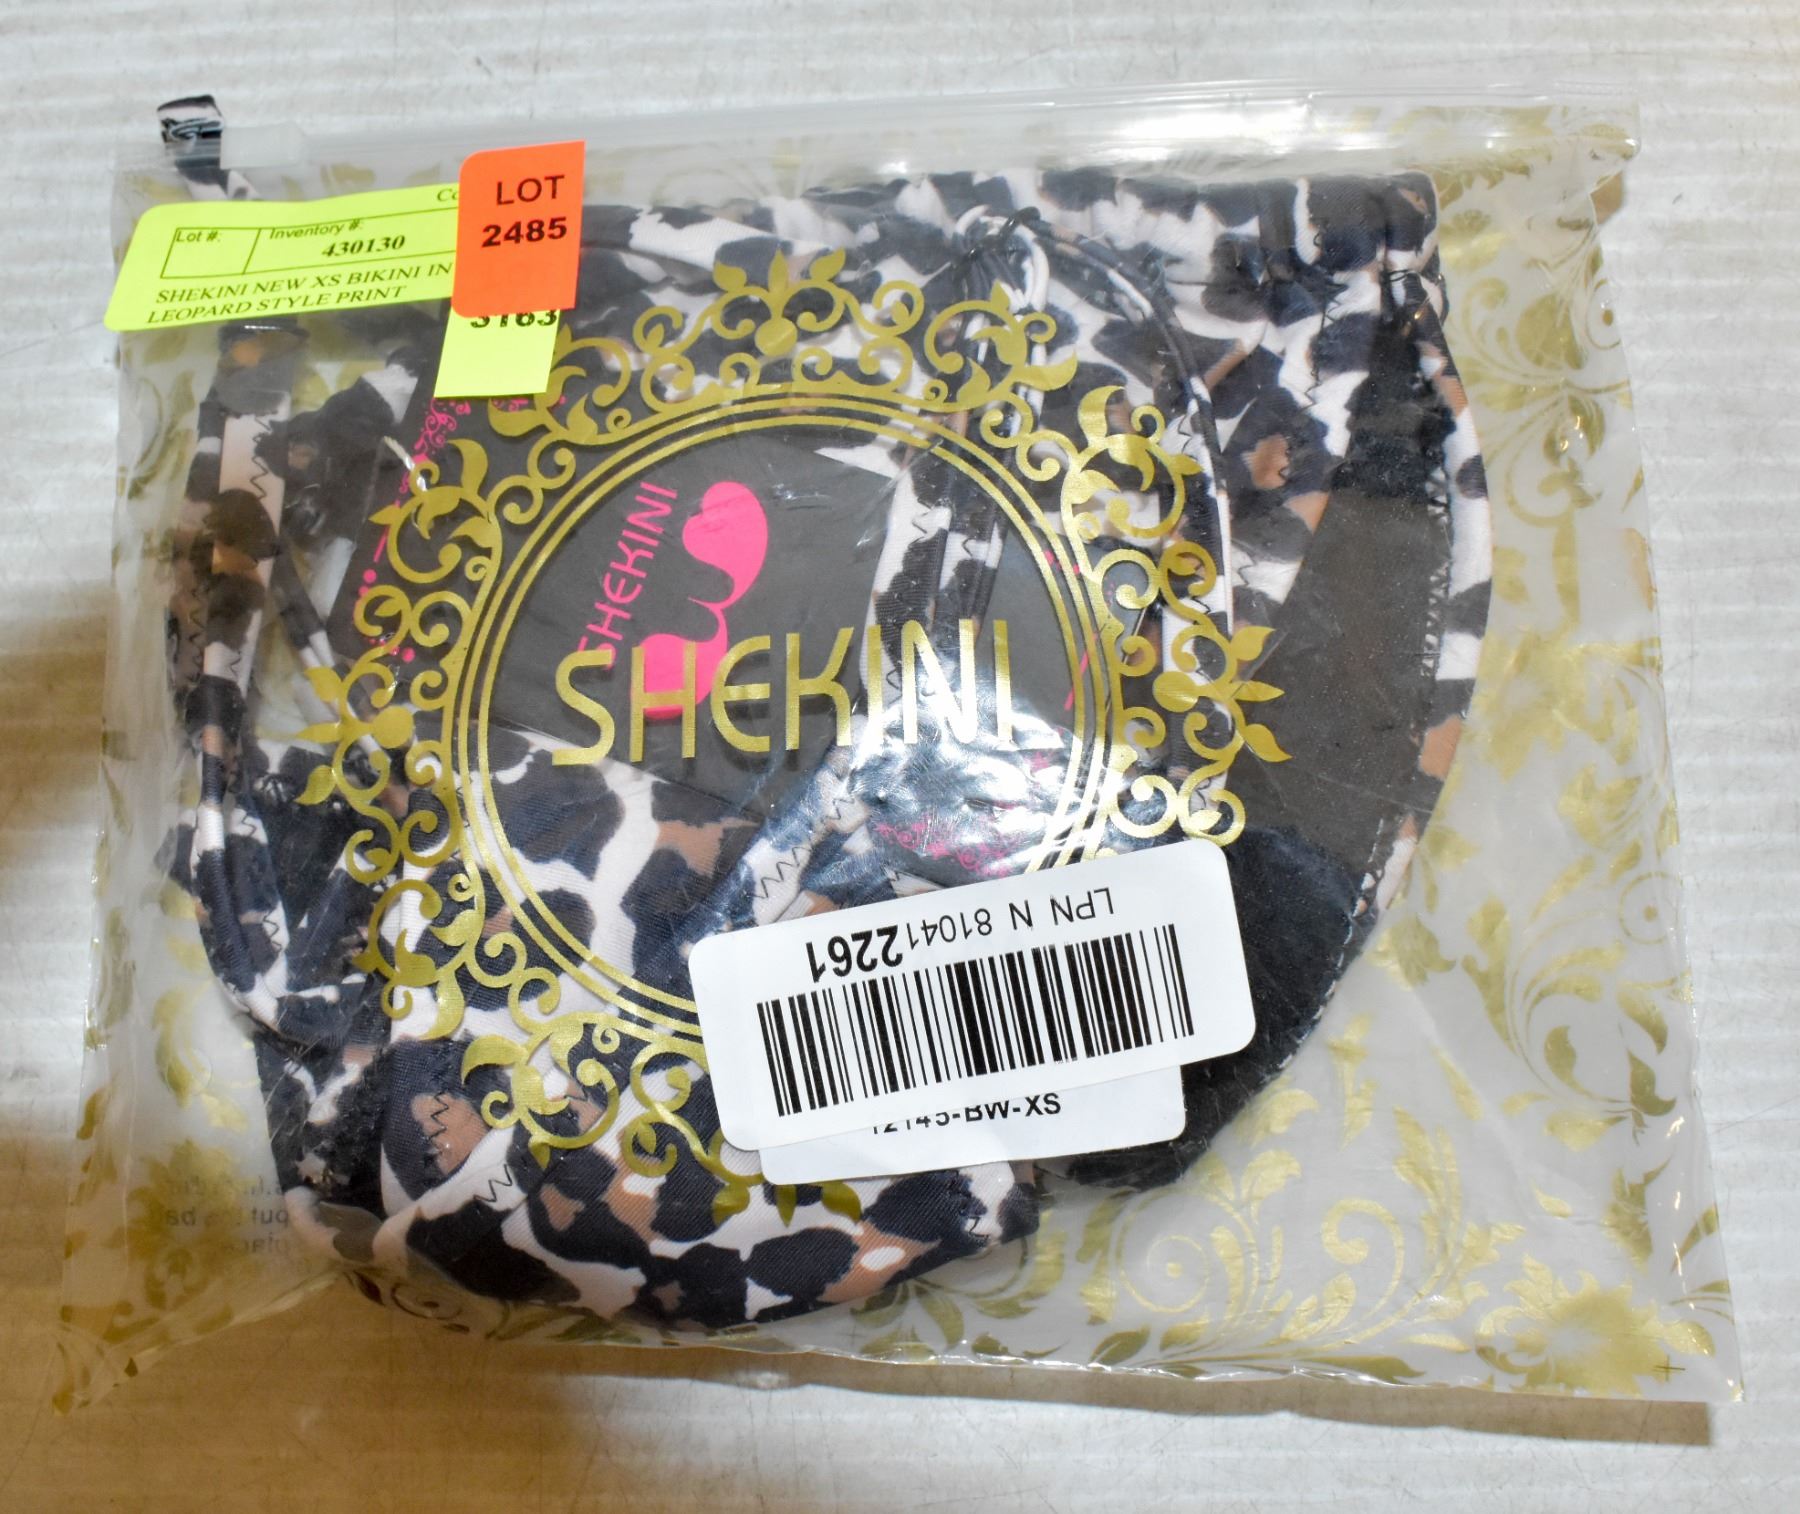 Lot #:
Inventory #:
430130
SHEKINI NEW XS BIKINI IN
LEOPARD STYLE PRINT
LOT
2485
3163
SHEKINI
SHEKINI
LPN N 8104122261
12145-BW-XS